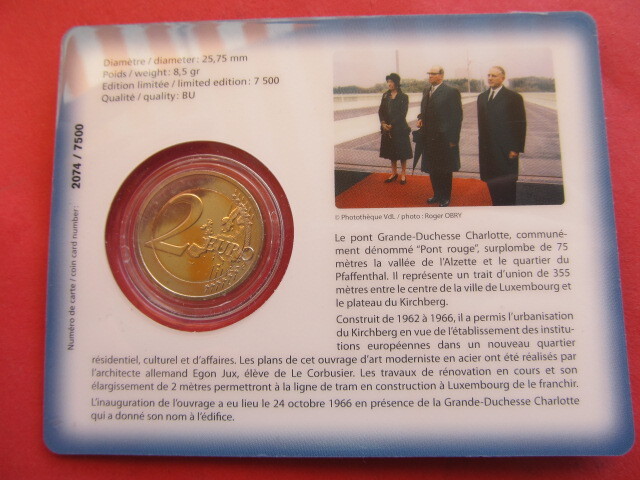 Diamètre / diameter : 25,75 mm
Poids / weight : 8,5 gr
Edition limitée / limited edition : 7 500
Qualité / quality : BU
Numéro de carte / coin card number : 2074 / 7500
2 EURO
© Photothèque VdL / photo : Roger OBRY
Le pont Grande-Duchesse Charlotte, communé-
ment dénommé "Pont rouge", surplombe de 75
mètres la vallée de l'Alzette et le quartier du
Pfaffenthal. Il représente un trait d'union de 355
mètres entre le centre de la ville de Luxembourg et
le plateau du Kirchberg.
Construit de 1962 à 1966, il a permis l'urbanisation
du Kirchberg en vue de l'établissement des institu-
tions européennes dans un nouveau quartier
résidentiel, culturel et d'affaires. Les plans de cet ouvrage d'art moderniste en acier ont été réalisés par
l'architecte allemand Egon Jux, élève de Le Corbusier. Les travaux de rénovation en cours et son
élargissement de 2 mètres permettront à la ligne de tram en construction à Luxembourg de le franchir.
L'inauguration de l'ouvrage a eu lieu le 24 octobre 1966 en présence de la Grande-Duchesse Charlotte
qui a donné son nom à l'édifice.